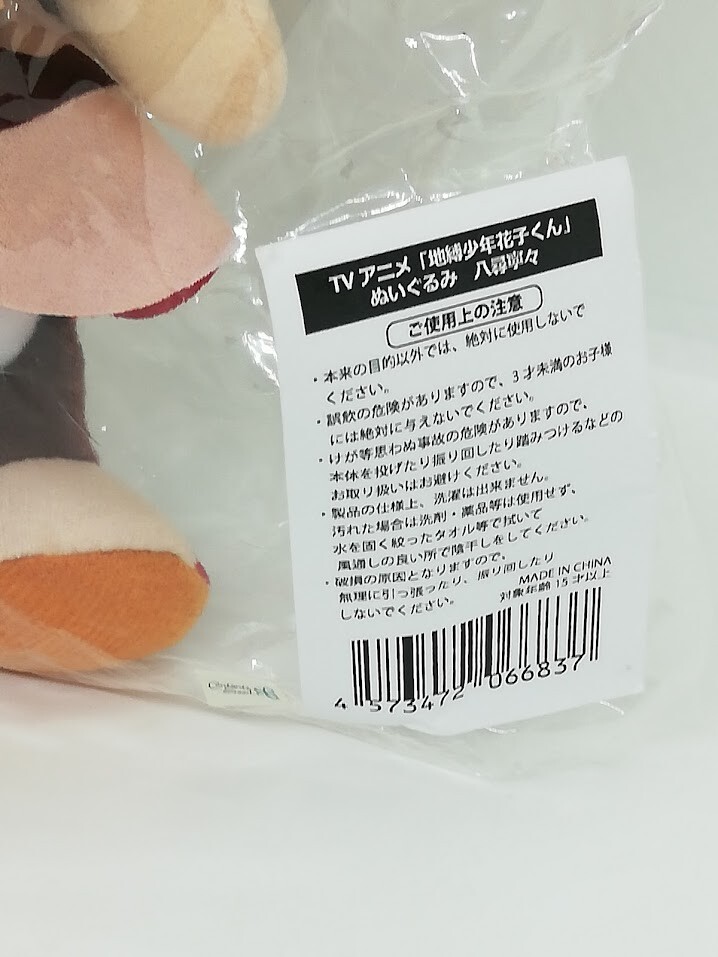 TVアニメ「地縛少年花子くん」
ぬいぐるみ 八尋寧々
ご使用上の注意
・本来の目的以外では、絶対に使用しないで
ください。
・誤飲の危険がありますので、3才未満のお子様
には絶対に与えないでください。
・けが等思わぬ事故の危険がありますので、
本体を投げたり振り回したり踏みつけるなどの
お取り扱いはお避けください。
・製品の仕様上、洗濯は出来ません。
汚れた場合は洗剤・薬品等は使用せず、
水を固く絞ったタオル等で拭いて
風通しの良い所で陰干しをしてください。
・破損の原因となりますので、
無理に引っ張ったり、振り回したり
しないでください。
MADE IN CHINA
対象年齢15才以上
4 573472 066837